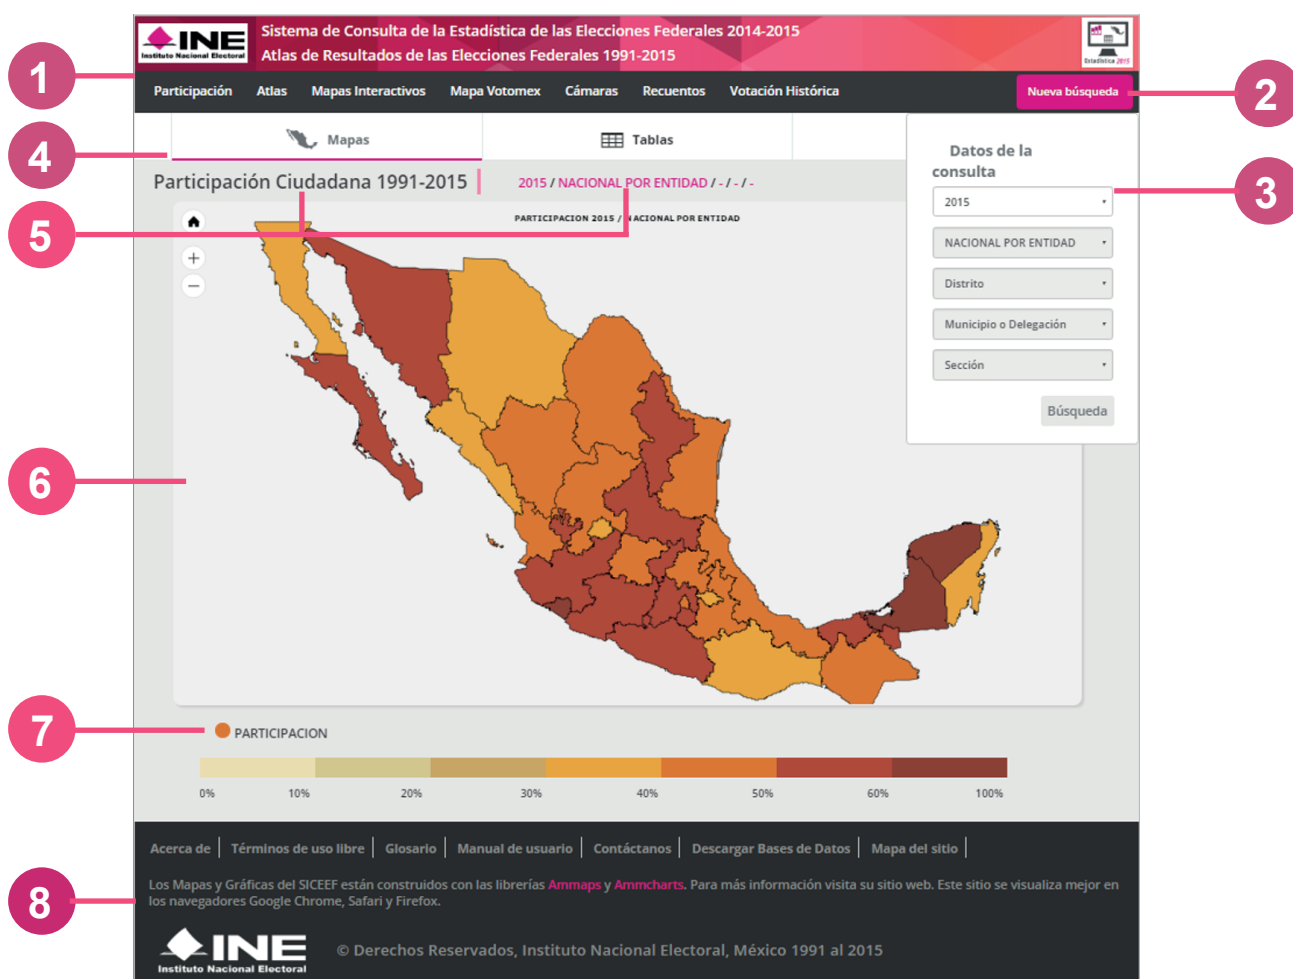 INE
Instituto Nacional Electoral
Sistema de Consulta de la Estadística de las Elecciones Federales 2014-2015
Atlas de Resultados de las Elecciones Federales 1991-2015
Estadística 2015
1
Participación Atlas Mapas Interactivos Mapa Votomex Cámaras Recuentos Votación Histórica Nueva búsqueda
2
4
Mapas Tablas
Datos de la
consulta
3
Participación Ciudadana 1991-2015 2015 / NACIONAL POR ENTIDAD / - / - / -
2015
5
PARTICIPACION 2015 / NACIONAL POR ENTIDAD
NACIONAL POR ENTIDAD
+
−
Distrito
Municipio o Delegación
Sección
Búsqueda
6
7
PARTICIPACION
0% 10% 20% 30% 40% 50% 60% 100%
Acerca de | Términos de uso libre | Glosario | Manual de usuario | Contáctanos | Descargar Bases de Datos | Mapa del sitio |
8
Los Mapas y Gráficas del SICEEF están construidos con las librerías Ammaps y Ammcharts. Para más información visita su sitio web. Este sitio se visualiza mejor en
los navegadores Google Chrome, Safari y Firefox.
INE
Instituto Nacional Electoral
© Derechos Reservados, Instituto Nacional Electoral, México 1991 al 2015